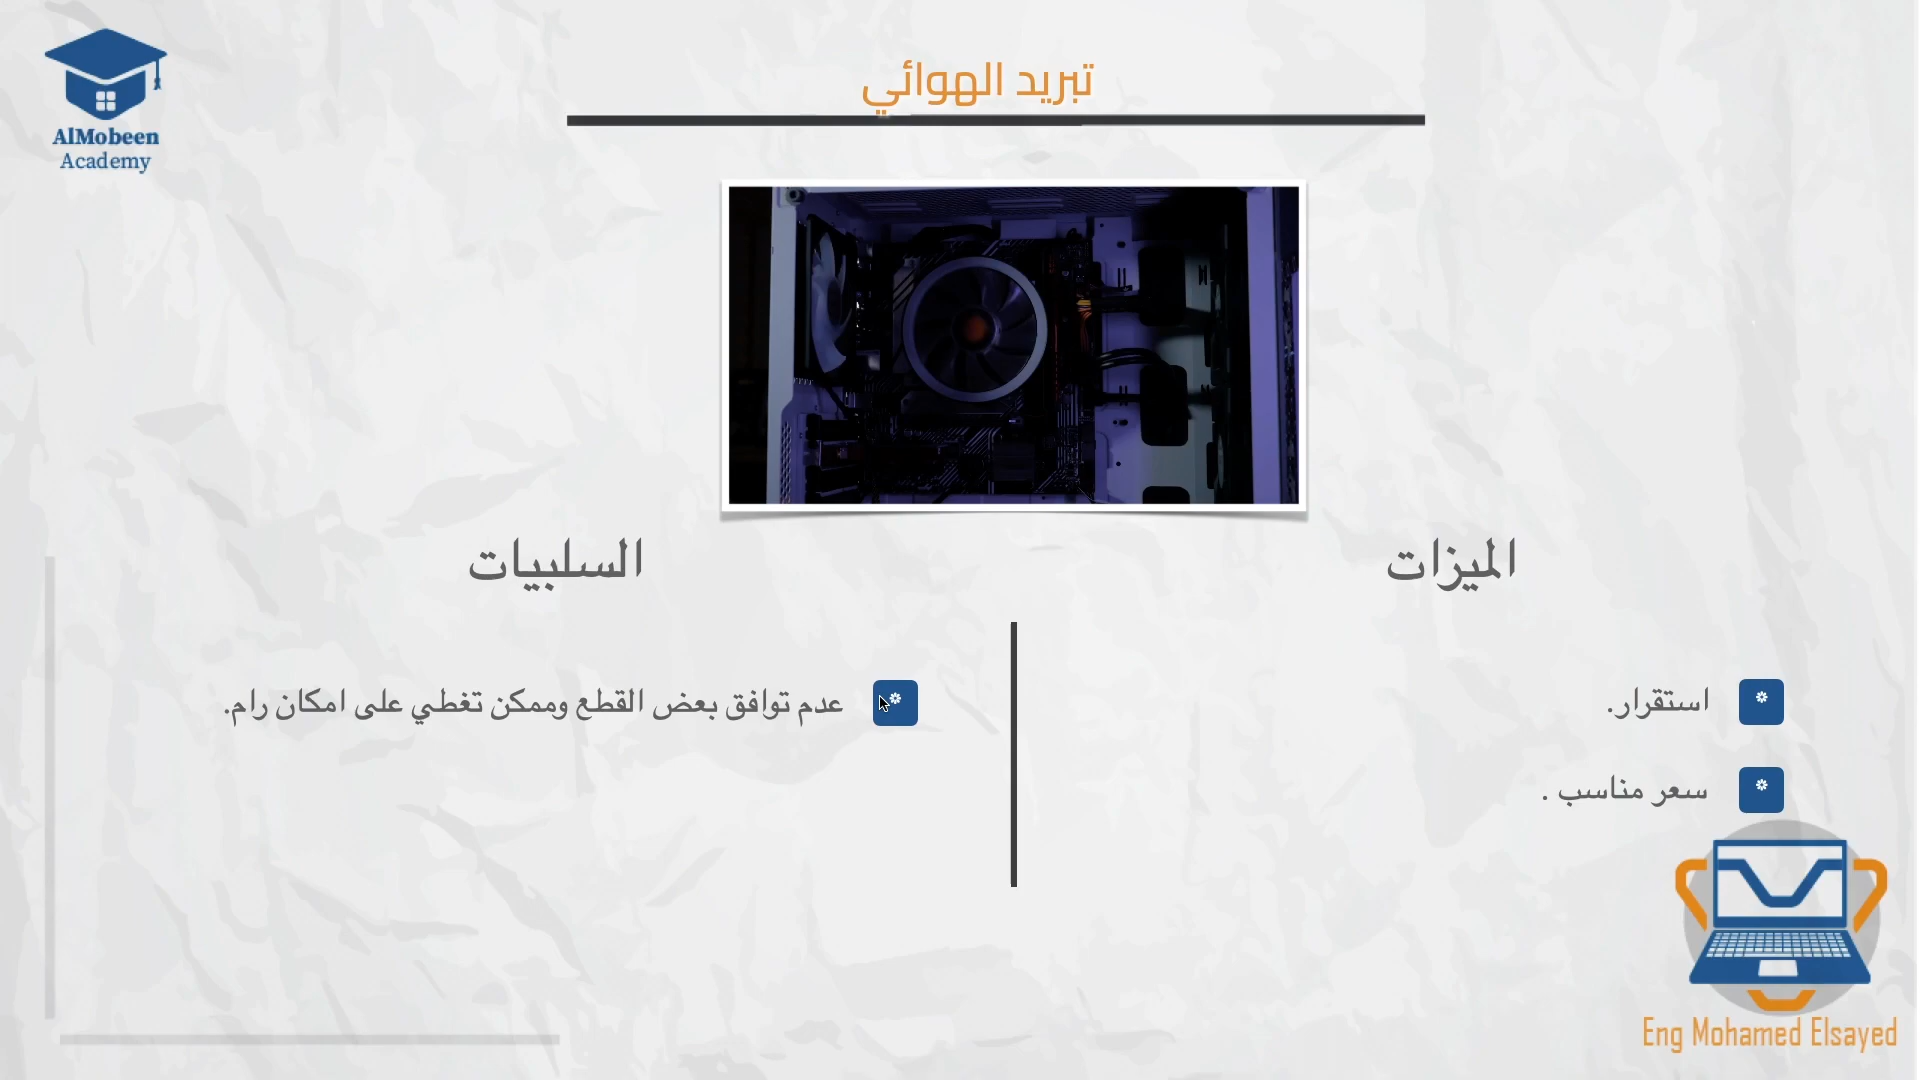 AlMobeen
Academy
تبريد الهوائي
الميزات
استقرار.
سعر مناسب .
السلبيات
عدم توافق بعض القطع وممكن تغطي على امكان رام.
Eng Mohamed Elsayed